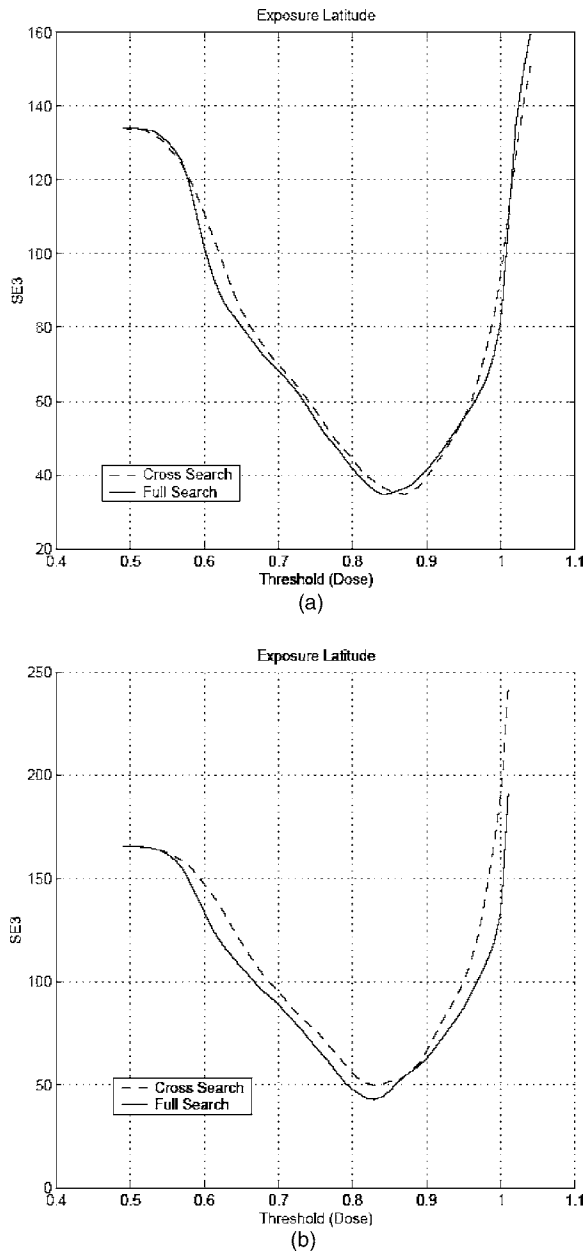 Exposure Latitude
160
140
120
100
80
60
40
20
SE3
Cross Search
Full Search
0.4 0.5 0.6 0.7 0.8 0.9 1 1.1
Threshold (Dose)
(a)
Exposure Latitude
250
200
150
100
50
0
SE3
Cross Search
Full Search
0.4 0.5 0.6 0.7 0.8 0.9 1 1.1
Threshold (Dose)
(b)